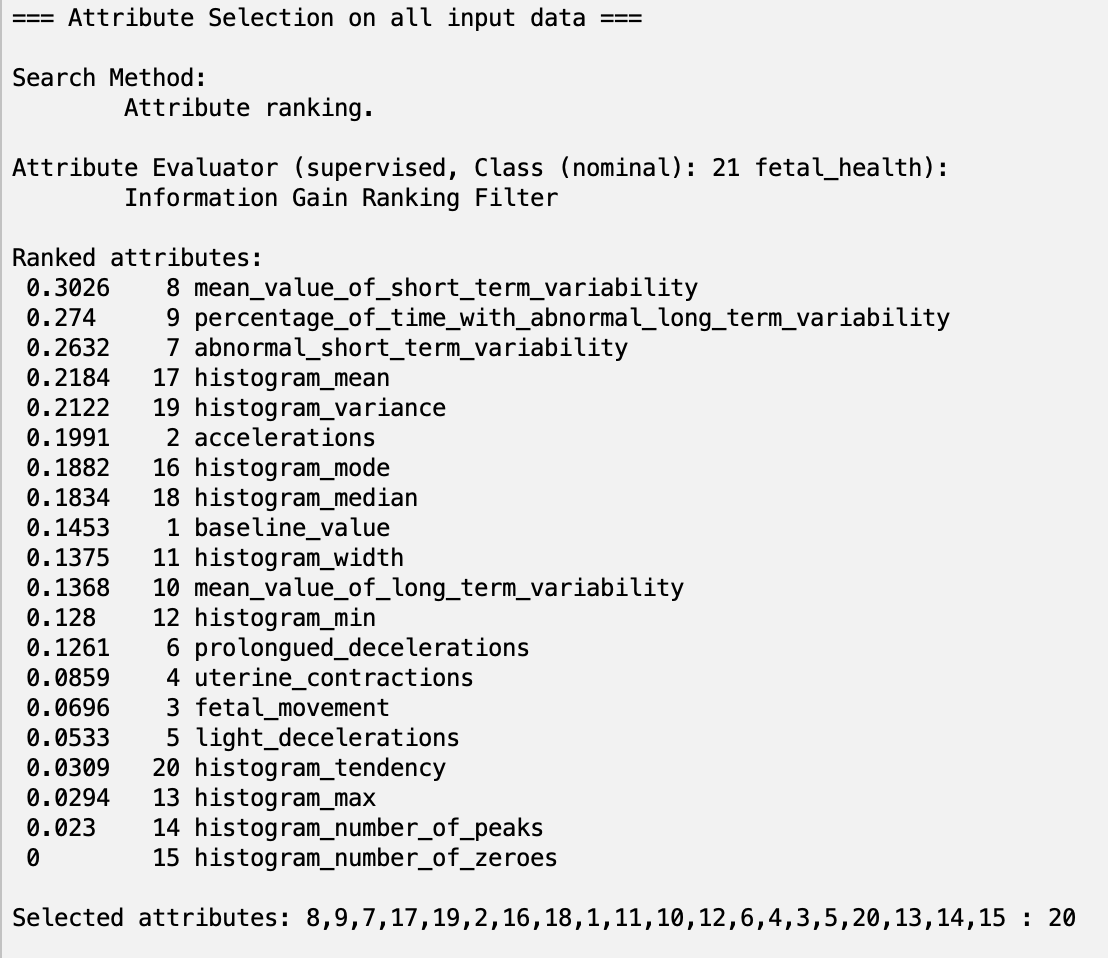 === Attribute Selection on all input data ===
Search Method:
Attribute ranking.
Attribute Evaluator (supervised, Class (nominal): 21 fetal_health):
Information Gain Ranking Filter
Ranked attributes:
0.3026 8 mean_value_of_short_term_variability
0.274 9 percentage_of_time_with_abnormal_long_term_variability
0.2632 7 abnormal_short_term_variability
0.2184 17 histogram_mean
0.2122 19 histogram_variance
0.1991 2 accelerations
0.1882 16 histogram_mode
0.1834 18 histogram_median
0.1453 1 baseline_value
0.1375 11 histogram_width
0.1368 10 mean_value_of_long_term_variability
0.128 12 histogram_min
0.1261 6 prolongued_decelerations
0.0859 4 uterine_contractions
0.0696 3 fetal_movement
0.0533 5 light_decelerations
0.0309 20 histogram_tendency
0.0294 13 histogram_max
0.023 14 histogram_number_of_peaks
0 15 histogram_number_of_zeroes
Selected attributes: 8,9,7,17,19,2,16,18,1,11,10,12,6,4,3,5,20,13,14,15 : 20